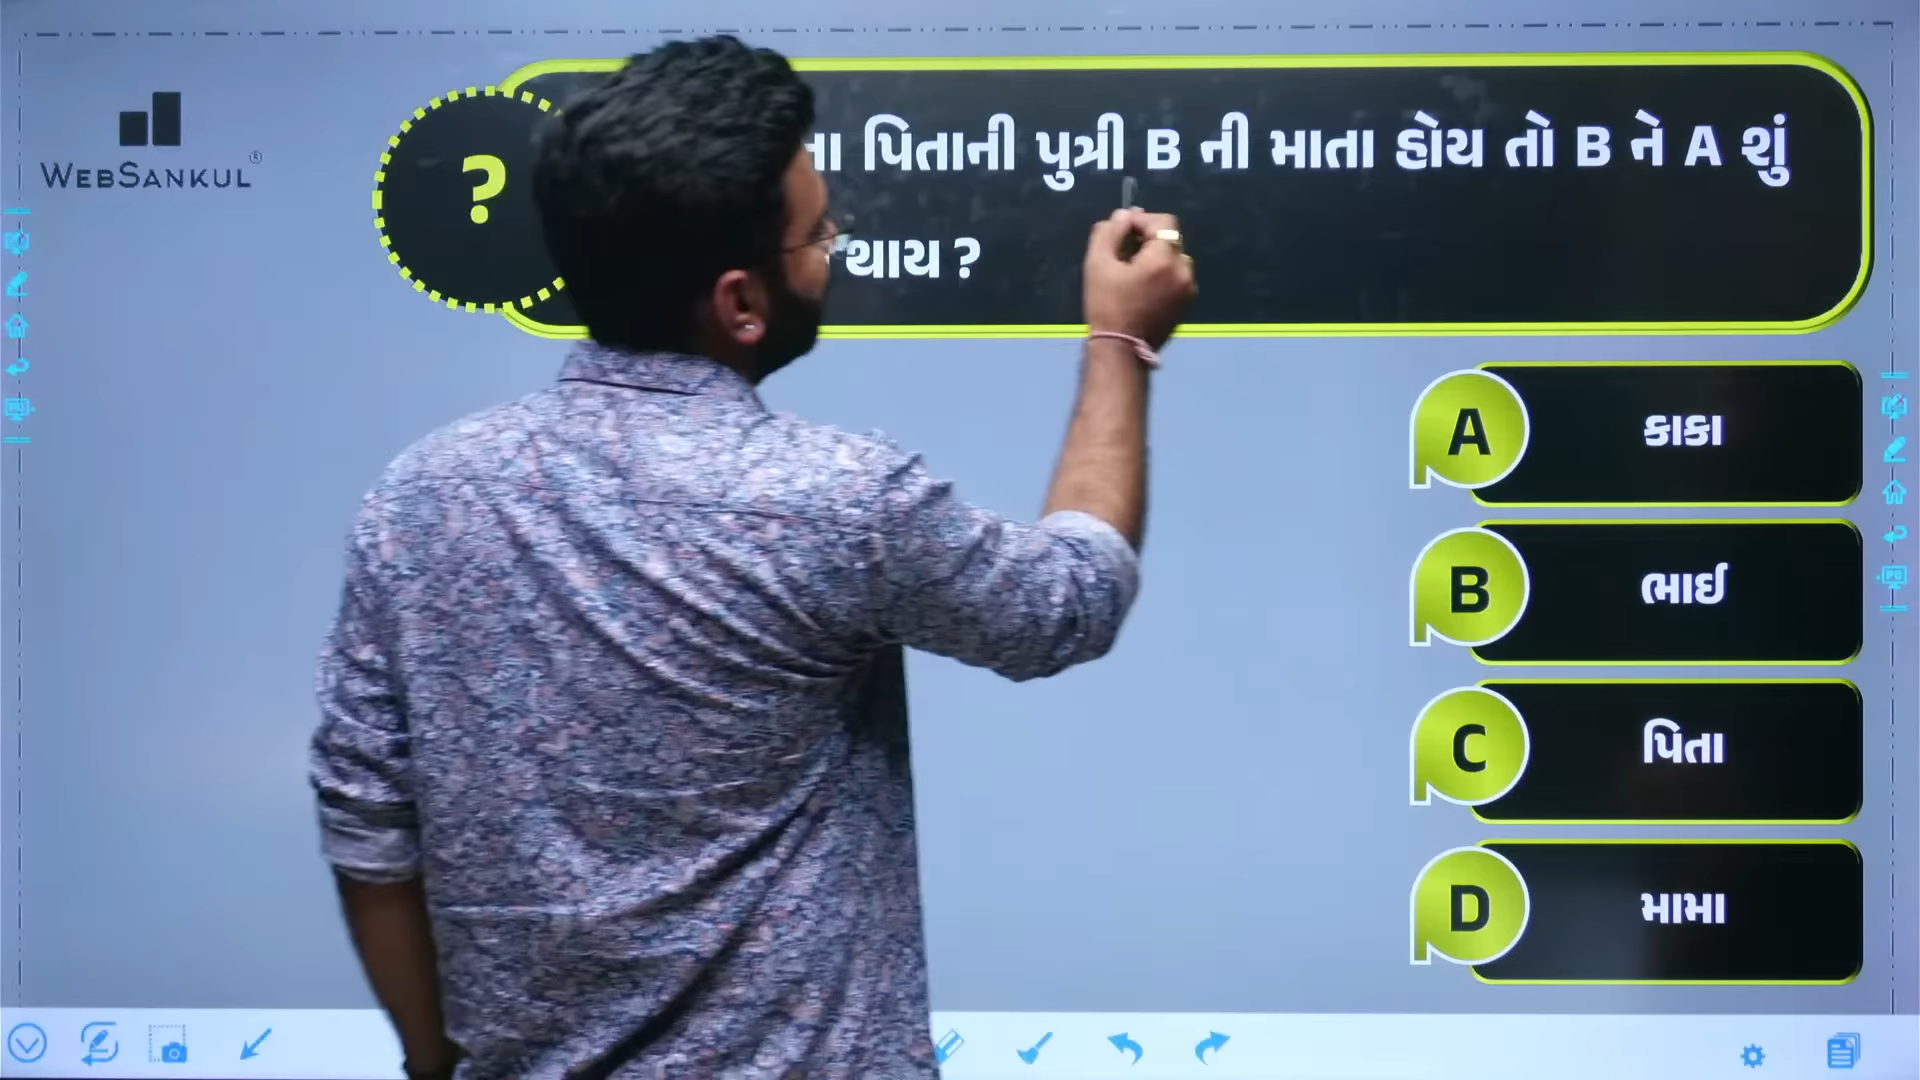 WEBSANKUL®
?
પિતાની પુત્રી B ની માતા હોય તો B ને A શું
થાય ?
A કાકા
B ભાઈ
C પિતા
D મામા